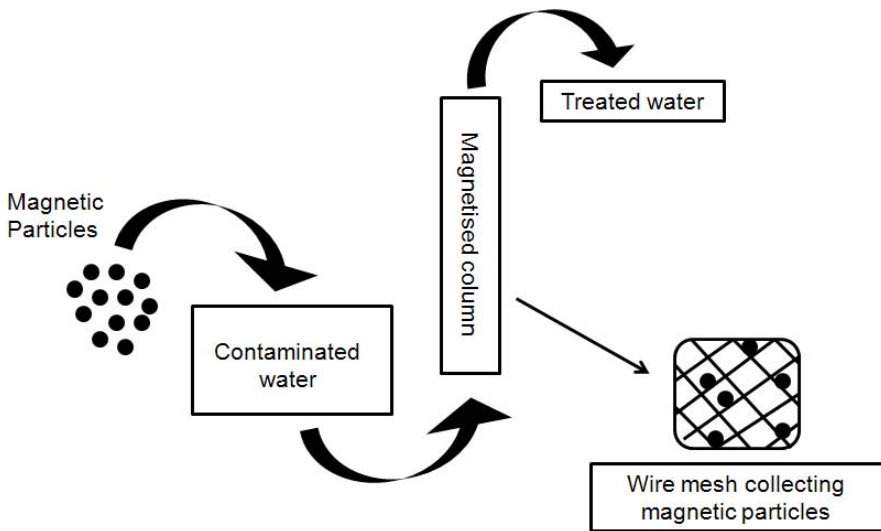 Magnetic
Particles
Contaminated
water
Magnetised column
Treated water
Wire mesh collecting
magnetic particles